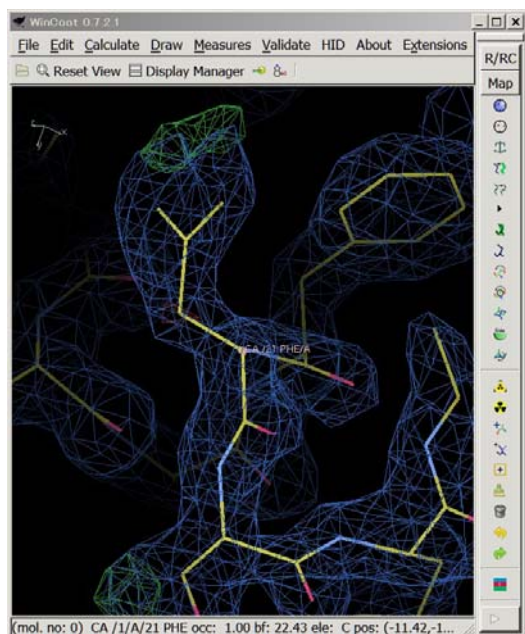 WinCoot 0.7.2.1
File Edit Calculate Draw Measures Validate HID About Extensions
Reset View Display Manager
R/RC
Map
CA /21 PHE/A
(mol. no: 0) CA /1/A/21 PHE occ: 1.00 bf: 22.43 ele: C pos: (-11.42,-1...